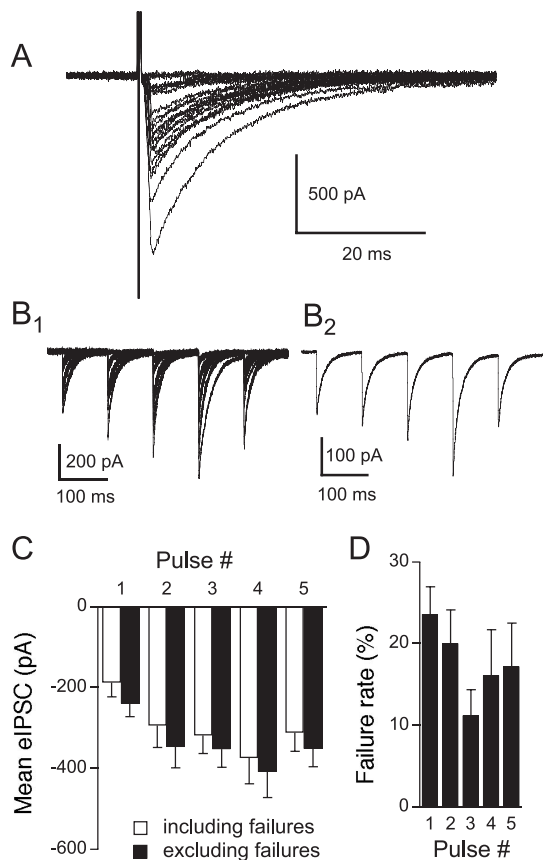 A
500 pA
20 ms
B1
200 pA
100 ms
B2
100 pA
100 ms
C
Pulse #
1 2 3 4 5
0
-200
-400
-600
Mean eIPSC (pA)
including failures
excluding failures
D
30
20
10
0
Failure rate (%)
1 2 3 4 5
Pulse #